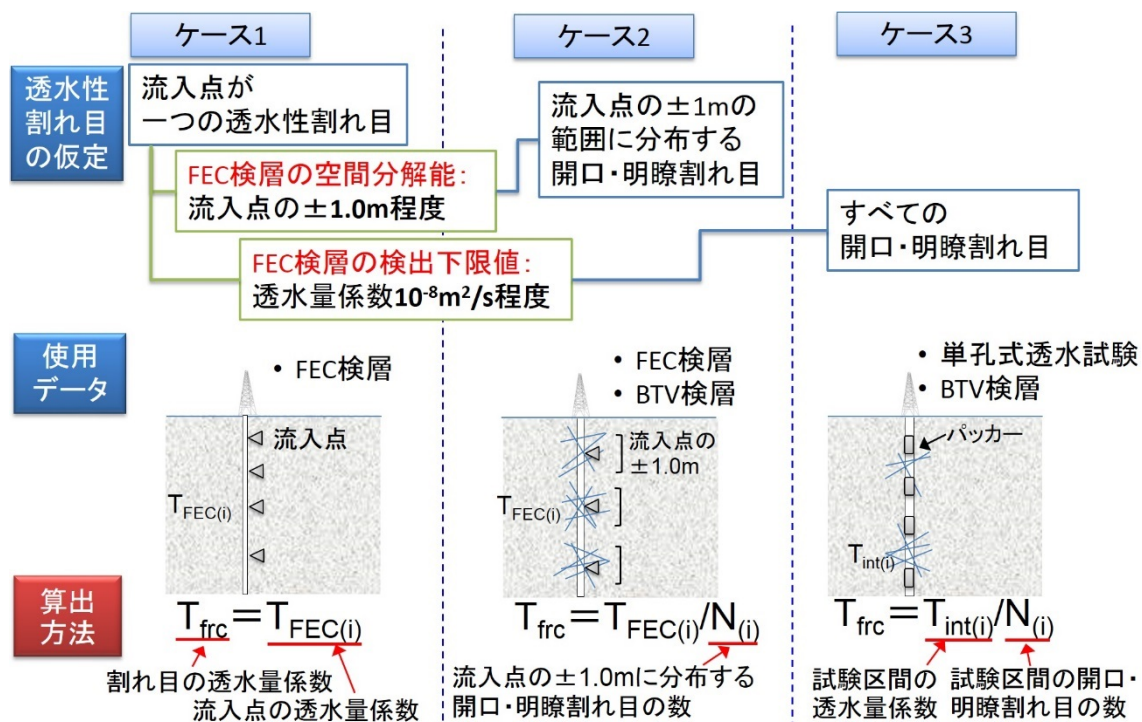 ケース1
ケース2
ケース3
透水性
割れ目
の仮定
流入点が
一つの透水性割れ目
流入点の±1mの
範囲に分布する
開口・明瞭割れ目
FEC検層の空間分解能：
流入点の±1.0m程度
すべての
開口・明瞭割れ目
FEC検層の検出下限値：
透水量係数10⁻⁸m²/s程度
使用
データ
• FEC検層
• FEC検層
• BTV検層
• 単孔式透水試験
• BTV検層
流入点
T_FEC(i)
流入点の
±1.0m
T_FEC(i)
パッカー
T_int(i)
算出
方法
T_frc=T_FEC(i)
割れ目の透水量係数
流入点の透水量係数
T_frc=T_FEC(i)/N_(i)
流入点の±1.0mに分布する
開口・明瞭割れ目の数
T_frc=T_int(i)/N_(i)
試験区間の
透水量係数
試験区間の開口・
明瞭割れ目の数